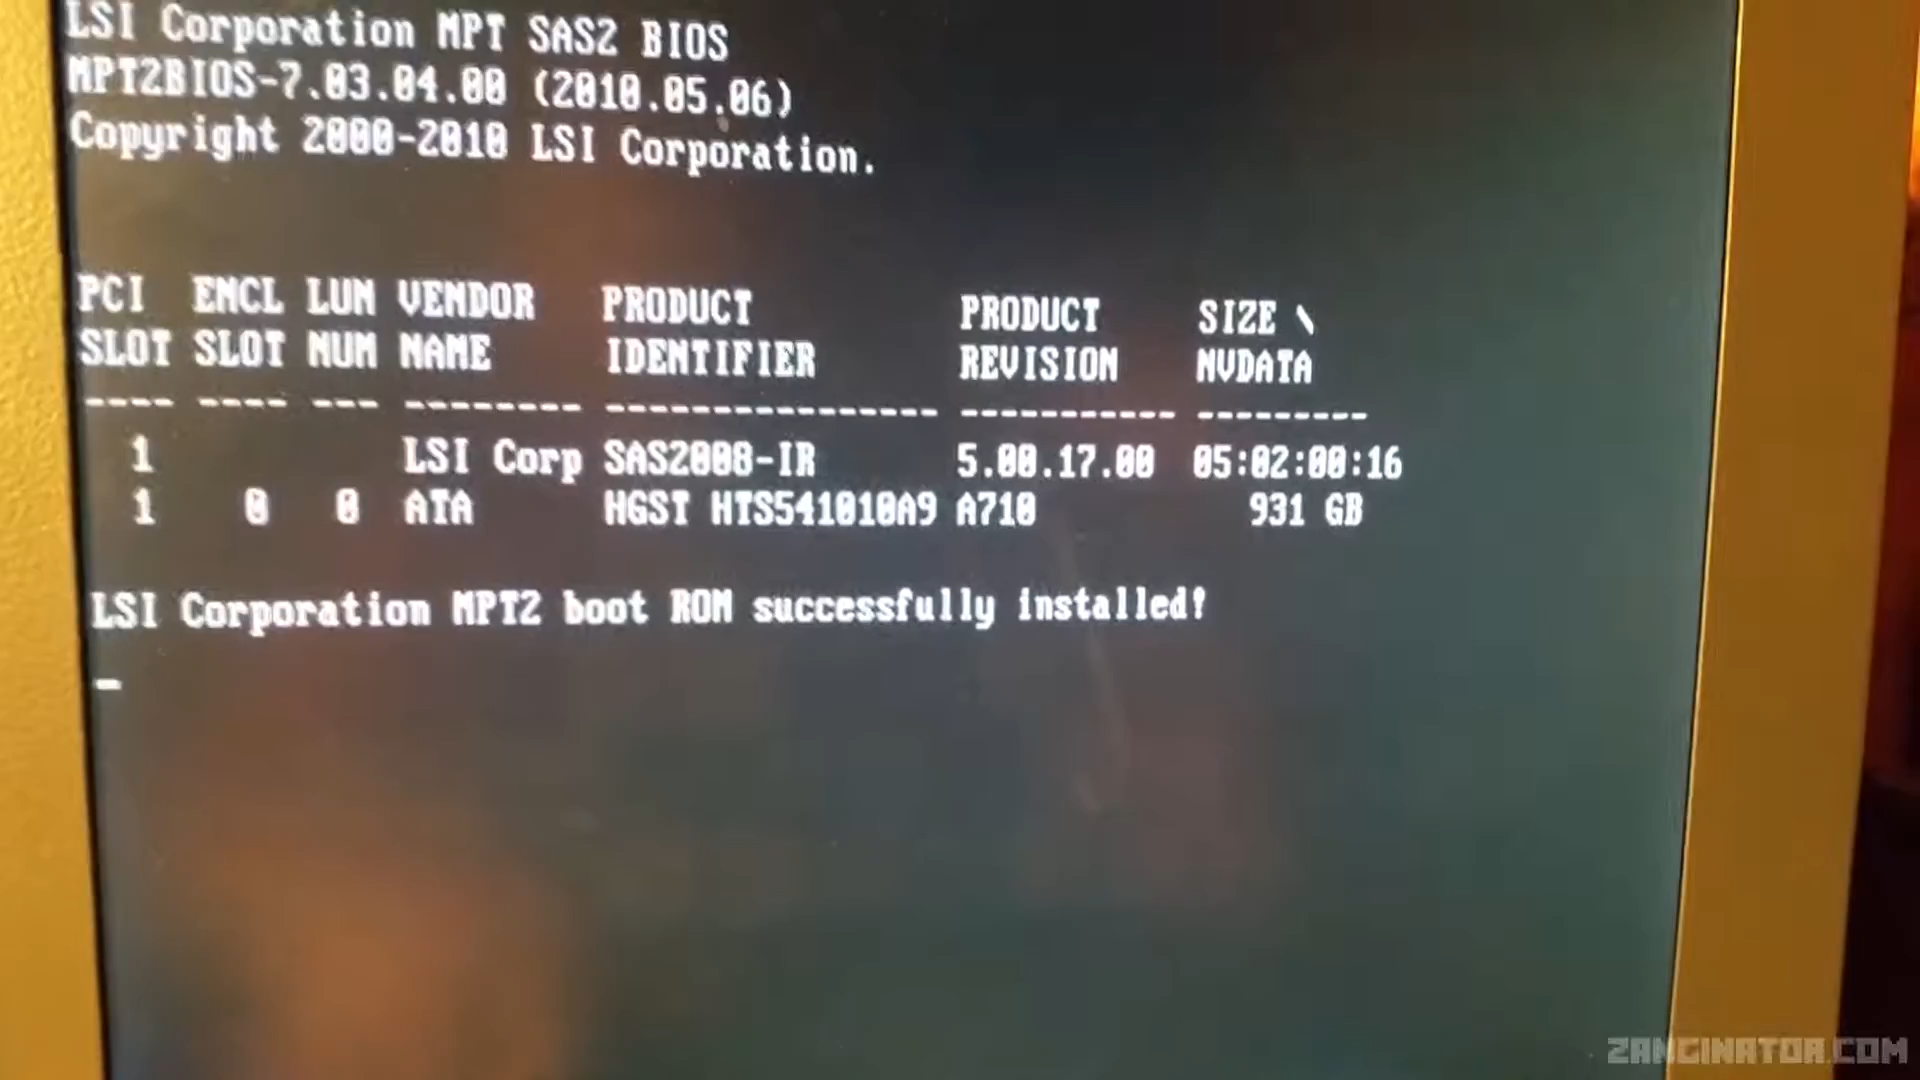 LSI Corporation MPT SAS2 BIOS
MPT2BIOS-7.03.04.00 (2010.05.06)
Copyright 2000-2010 LSI Corporation.
PCI ENCL LUN VENDOR PRODUCT PRODUCT SIZE \
SLOT SLOT NUM NAME IDENTIFIER REVISION NVDATA
---- ---- --- -------- ---------------- ----------- ---------
1 LSI Corp SAS2008-IR 5.00.17.00 05:02:00:16
1 0 0 ATA HGST HTS541010A9 A710 931 GB
LSI Corporation MPT2 boot ROM successfully installed!
_
ZANGINATOR.COM